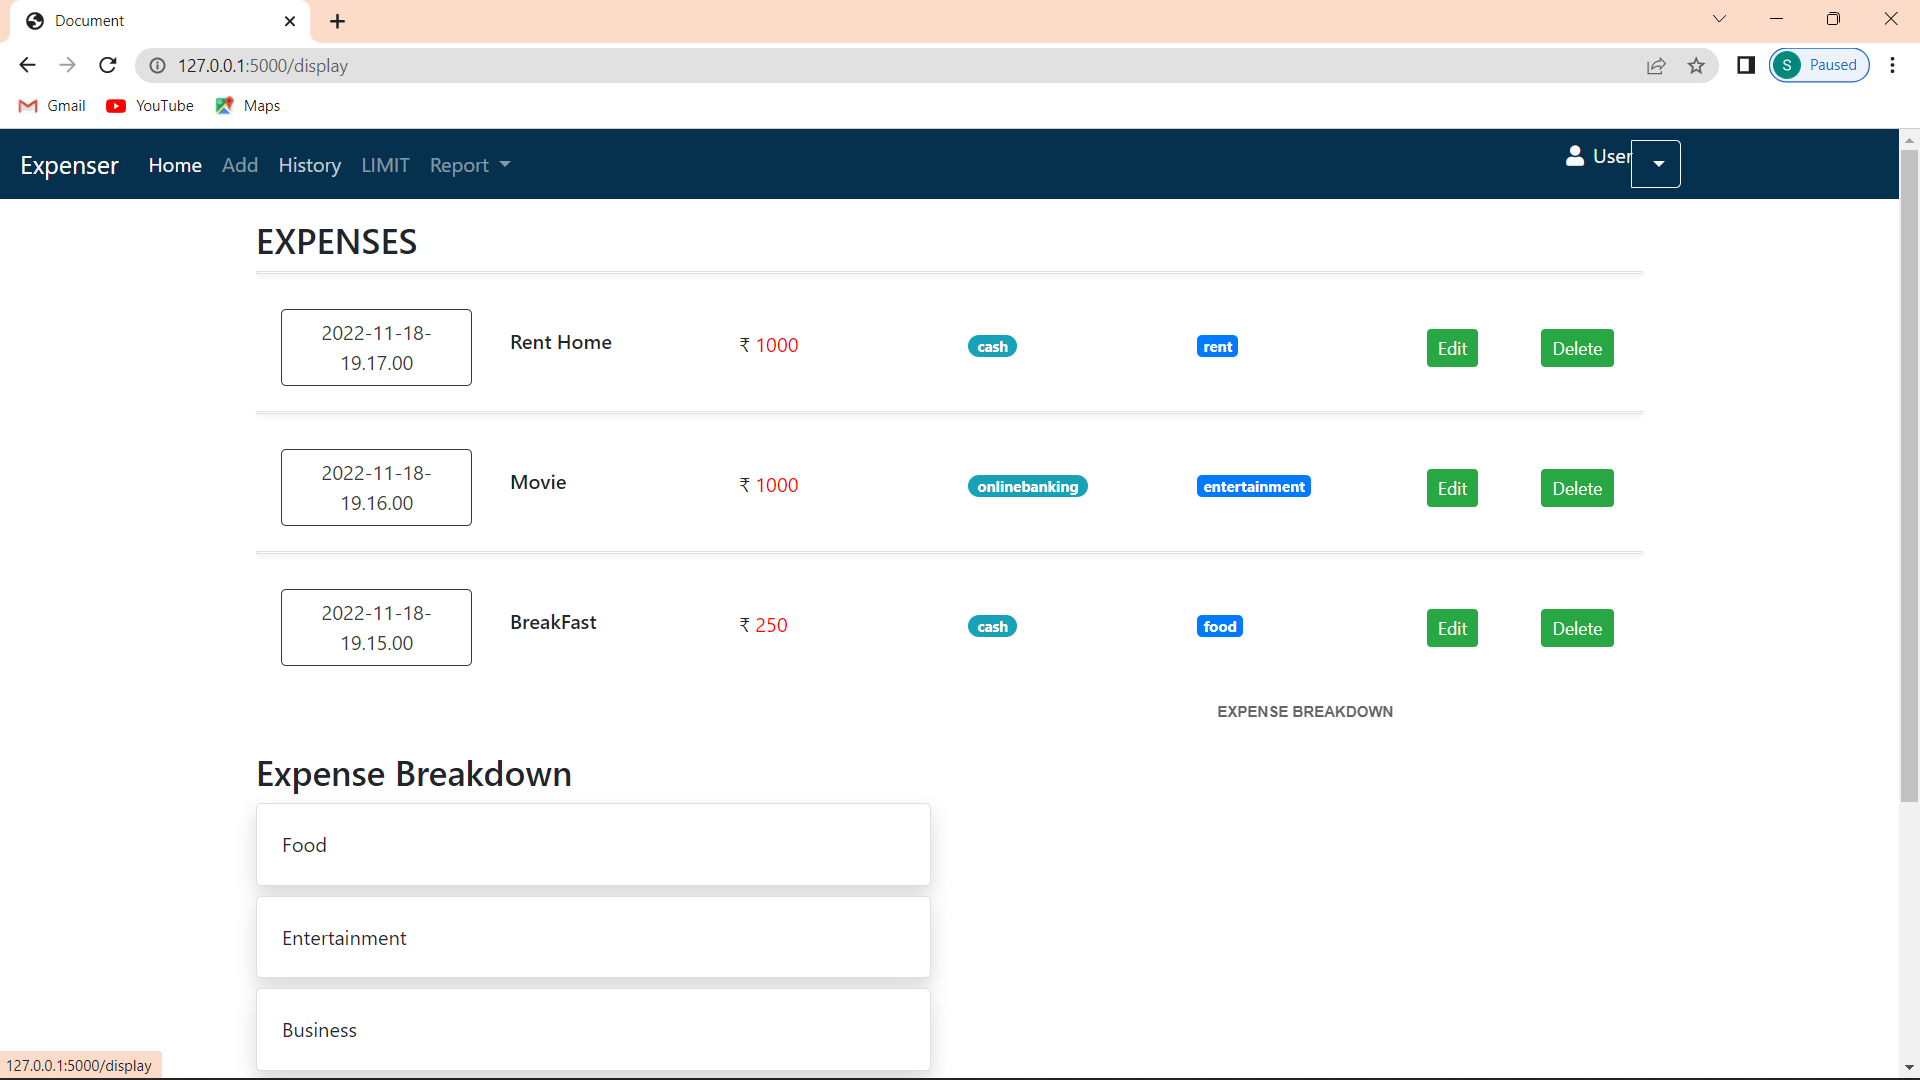 Document
127.0.0.1:5000/display
S Paused
Gmail YouTube Maps
Expenser Home Add History LIMIT Report User
EXPENSES
2022-11-18-
19.17.00
Rent Home ₹ 1000 cash rent Edit Delete
2022-11-18-
19.16.00
Movie ₹ 1000 onlinebanking entertainment Edit Delete
2022-11-18-
19.15.00
BreakFast ₹ 250 cash food Edit Delete
EXPENSE BREAKDOWN
Expense Breakdown
Food
Entertainment
Business
127.0.0.1:5000/display